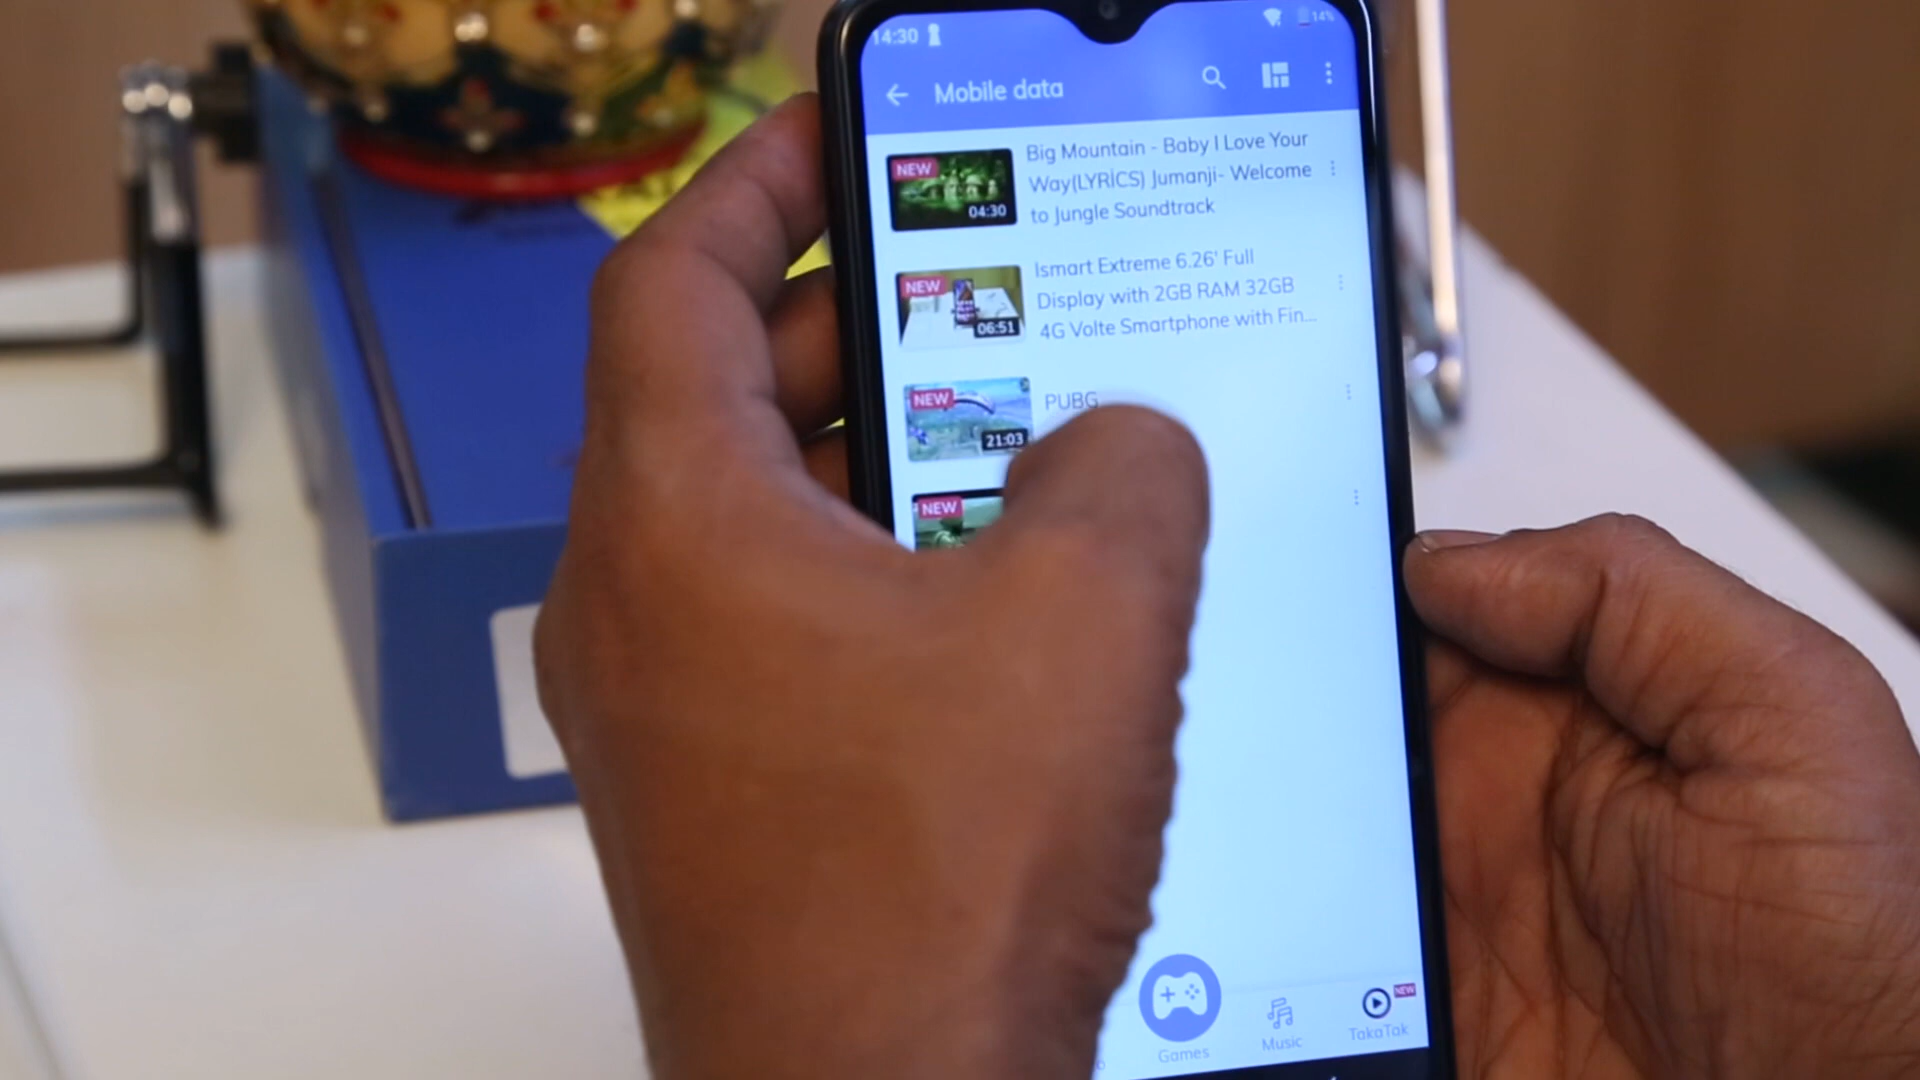 14:30
14%
Mobile data
NEW
04:30
Big Mountain - Baby I Love Your
Way(LYRİCS) Jumanji- Welcome
to Jungle Soundtrack
NEW
06:51
Ismart Extreme 6.26' Full
Display with 2GB RAM 32GB
4G Volte Smartphone with Fin...
NEW
21:03
PUBG
NEW
Games
Music
NEW
TakaTak